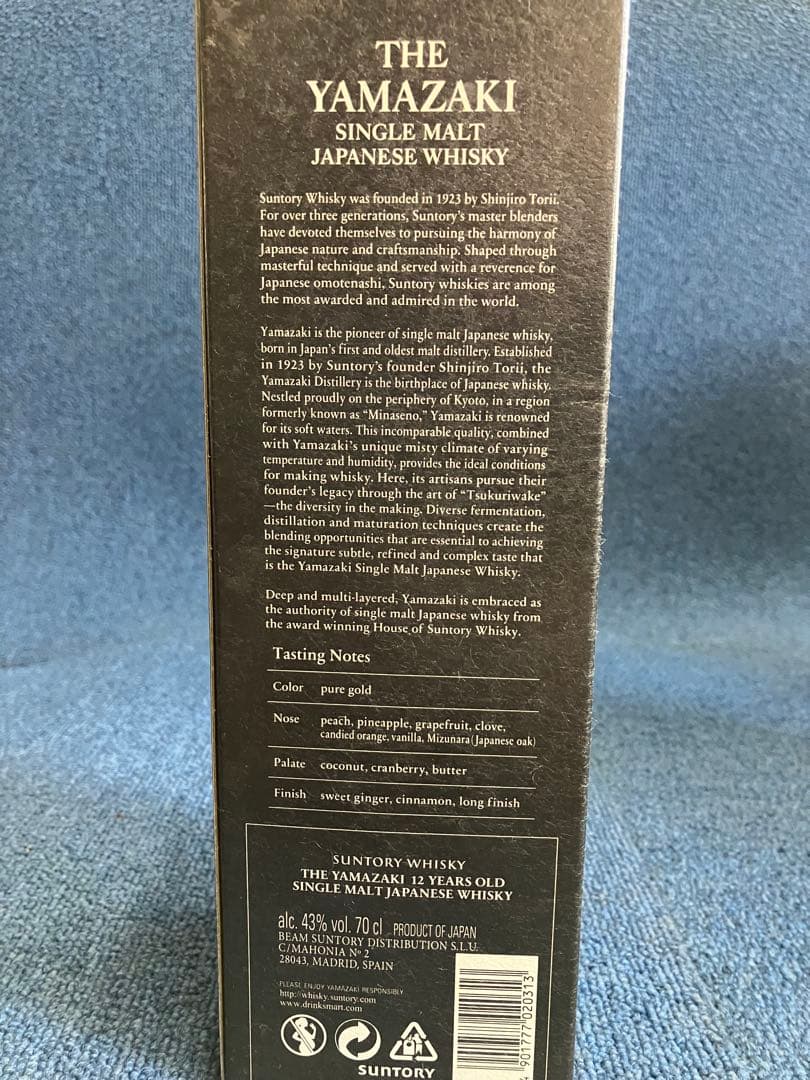 THE
YAMAZAKI
SINGLE MALT
JAPANESE WHISKY
Suntory Whisky was founded in 1923 by Shinjiro Torii.
For over three generations, Suntory's master blenders
have devoted themselves to pursuing the harmony of
Japanese nature and craftsmanship. Shaped through
masterful technique and served with a reverence for
Japanese omotenashi, Suntory whiskies are among
the most awarded and admired in the world.
Yamazaki is the pioneer of single malt Japanese whisky,
born in Japan's first and oldest malt distillery. Established
in 1923 by Suntory's founder Shinjiro Torii, the
Yamazaki Distillery is the birthplace of Japanese whisky.
Nestled proudly on the periphery of Kyoto, in a region
formerly known as “Minaseno,” Yamazaki is renowned
for its soft waters. This incomparable quality, combined
with Yamazaki's unique misty climate of varying
temperature and humidity, provides the ideal conditions
for making whisky. Here, its artisans pursue their
founder's legacy through the art of “Tsukuriwake”
—the diversity in the making. Diverse fermentation,
distillation and maturation techniques create the
blending opportunities that are essential to achieving
the signature subtle, refined and complex taste that
is the Yamazaki Single Malt Japanese Whisky.
Deep and multi-layered, Yamazaki is embraced as
the authority of single malt Japanese whisky from
the award winning House of Suntory Whisky.
Tasting Notes
Color pure gold
Nose peach, pineapple, grapefruit, clove,
candied orange, vanilla, Mizunara (Japanese oak)
Palate coconut, cranberry, butter
Finish sweet ginger, cinnamon, long finish
SUNTORY WHISKY
THE YAMAZAKI 12 YEARS OLD
SINGLE MALT JAPANESE WHISKY
alc. 43% vol. 70 cl PRODUCT OF JAPAN
BEAM SUNTORY DISTRIBUTION S.L.U.
C/MAHONIA Nº 2
28043, MADRID, SPAIN
PLEASE ENJOY YAMAZAKI RESPONSIBLY
http://whisky.suntory.com
www.drinksmart.com
SUNTORY
4 901777 020313